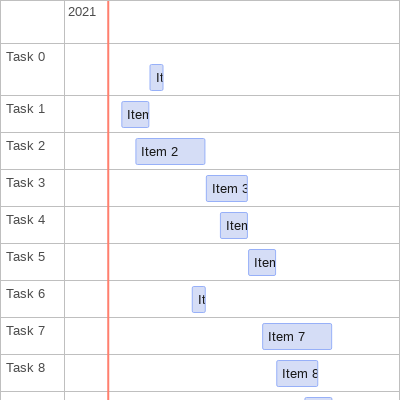 2021
Task 0
It
Task 1
Item
Task 2
Item 2
Task 3
Item 3
Task 4
Item
Task 5
Item
Task 6
It
Task 7
Item 7
Task 8
Item 8